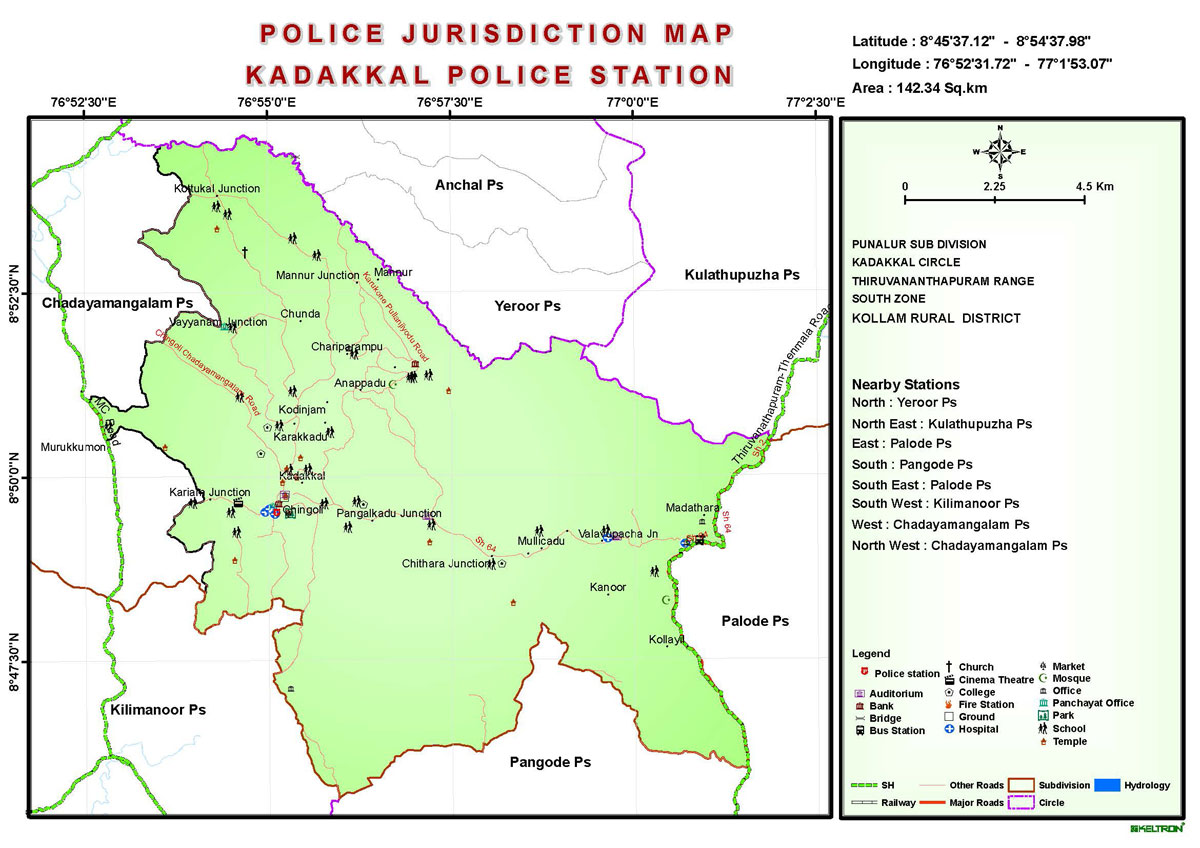 POLICE JURISDICTION MAP
KADAKKAL POLICE STATION
Latitude : 8°45'37.12" - 8°54'37.98"
Longitude : 76°52'31.72" - 77°1'53.07"
Area : 142.34 Sq.km
76°52'30"E
76°55'0"E
76°57'30"E
77°0'0"E
77°2'30"E
8°52'30"N
8°50'0"N
8°47'30"N
Anchal Ps
Kulathupuzha Ps
Yeroor Ps
Chadayamangalam Ps
Kilimanoor Ps
Pangode Ps
Palode Ps
Kottukal Junction
Mannur Junction
Mannur
Karukone Pullunjiyodu Road
Chunda
Vayyanam Junction
Chingoli Chadayamangalam Road
Chariparampu
Anappadu
Kodinjam
Karakkadu
MC Road
Murukkumon
Kadakkal
Kariam Junction
Chingoli
Pangalkadu Junction
Sh 64
Chithara Junction
Mullicadu
Valavupacha Jn
Madathara
Sh 64
Sh 2
Thiruvanathapuram-Thenmala Road
Kanoor
Kollayil
N
W
E
S
0
2.25
4.5 Km
PUNALUR SUB DIVISION
KADAKKAL CIRCLE
THIRUVANANTHAPURAM RANGE
SOUTH ZONE
KOLLAM RURAL DISTRICT
Nearby Stations
North : Yeroor Ps
North East : Kulathupuzha Ps
East : Palode Ps
South : Pangode Ps
South East : Palode Ps
South West : Kilimanoor Ps
West : Chadayamangalam Ps
North West : Chadayamangalam Ps
Legend
Police station
Auditorium
Bank
Bridge
Bus Station
Church
Cinema Theatre
College
Fire Station
Ground
Hospital
Market
Mosque
Office
Panchayat Office
Park
School
Temple
SH
Other Roads
Subdivision
Hydrology
Railway
Major Roads
Circle
KELTRON